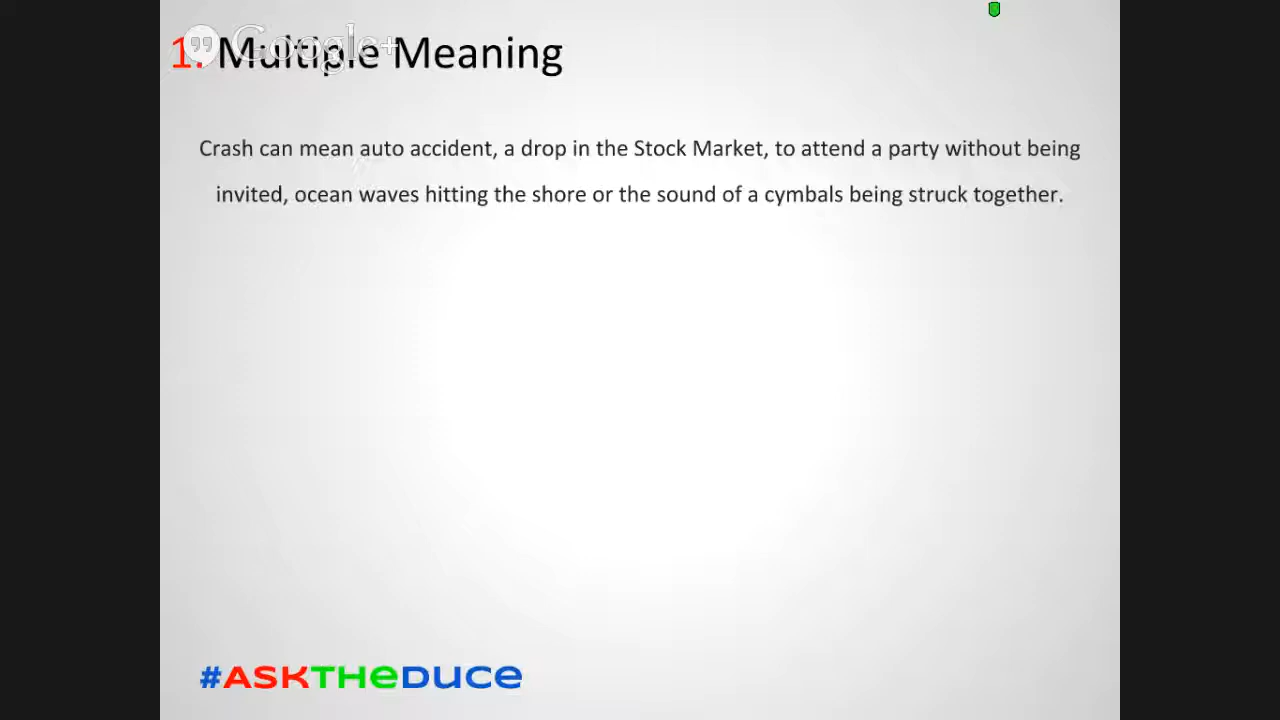 1. Multiple Meaning
Google+
Crash can mean auto accident, a drop in the Stock Market, to attend a party without being
invited, ocean waves hitting the shore or the sound of a cymbals being struck together.
#ASKTHeDUCe